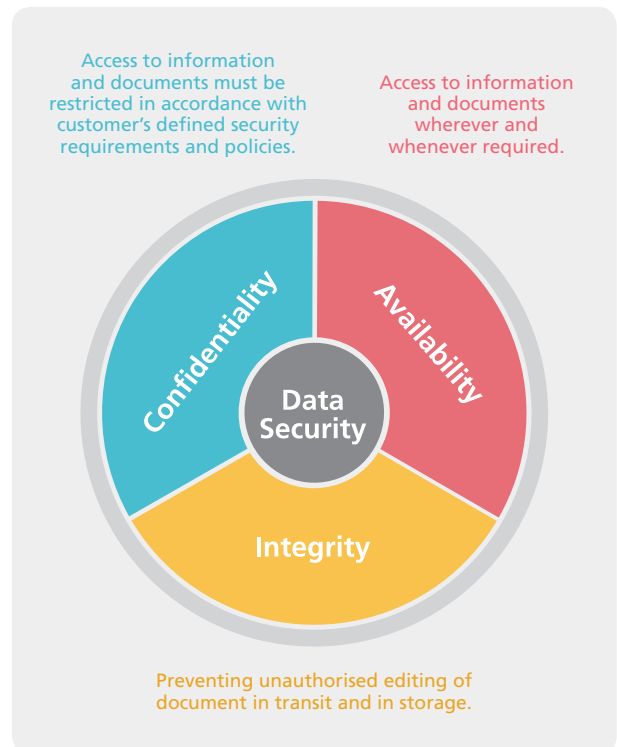 Access to information
and documents must be
restricted in accordance with
customer's defined security
requirements and policies.
Access to information
and documents
wherever and
whenever required.
Confidentiality
Availability
Data
Security
Integrity
Preventing unauthorised editing of
document in transit and in storage.